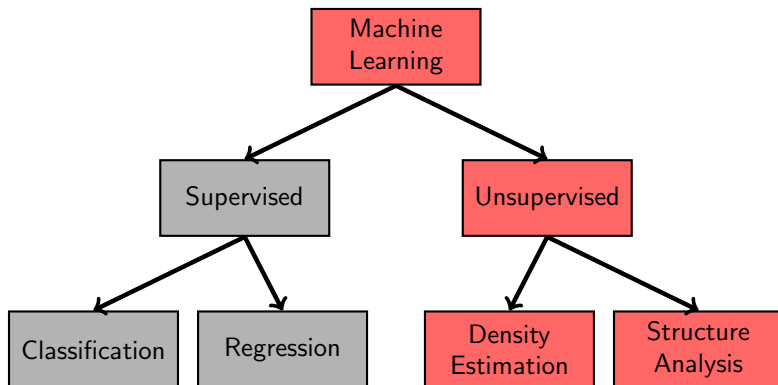 Machine
Learning
Supervised
Unsupervised
Classification
Regression
Density
Estimation
Structure
Analysis